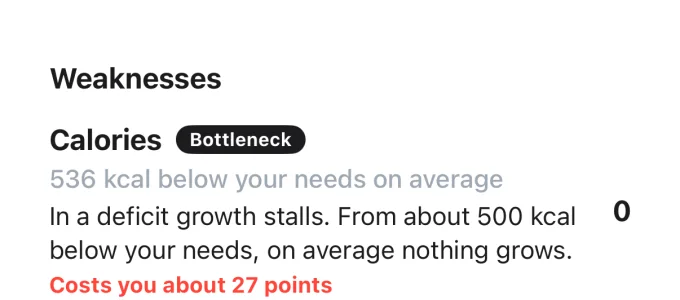 Weaknesses
Calories Bottleneck
536 kcal below your needs on average
In a deficit growth stalls. From about 500 kcal
below your needs, on average nothing grows.
0
Costs you about 27 points